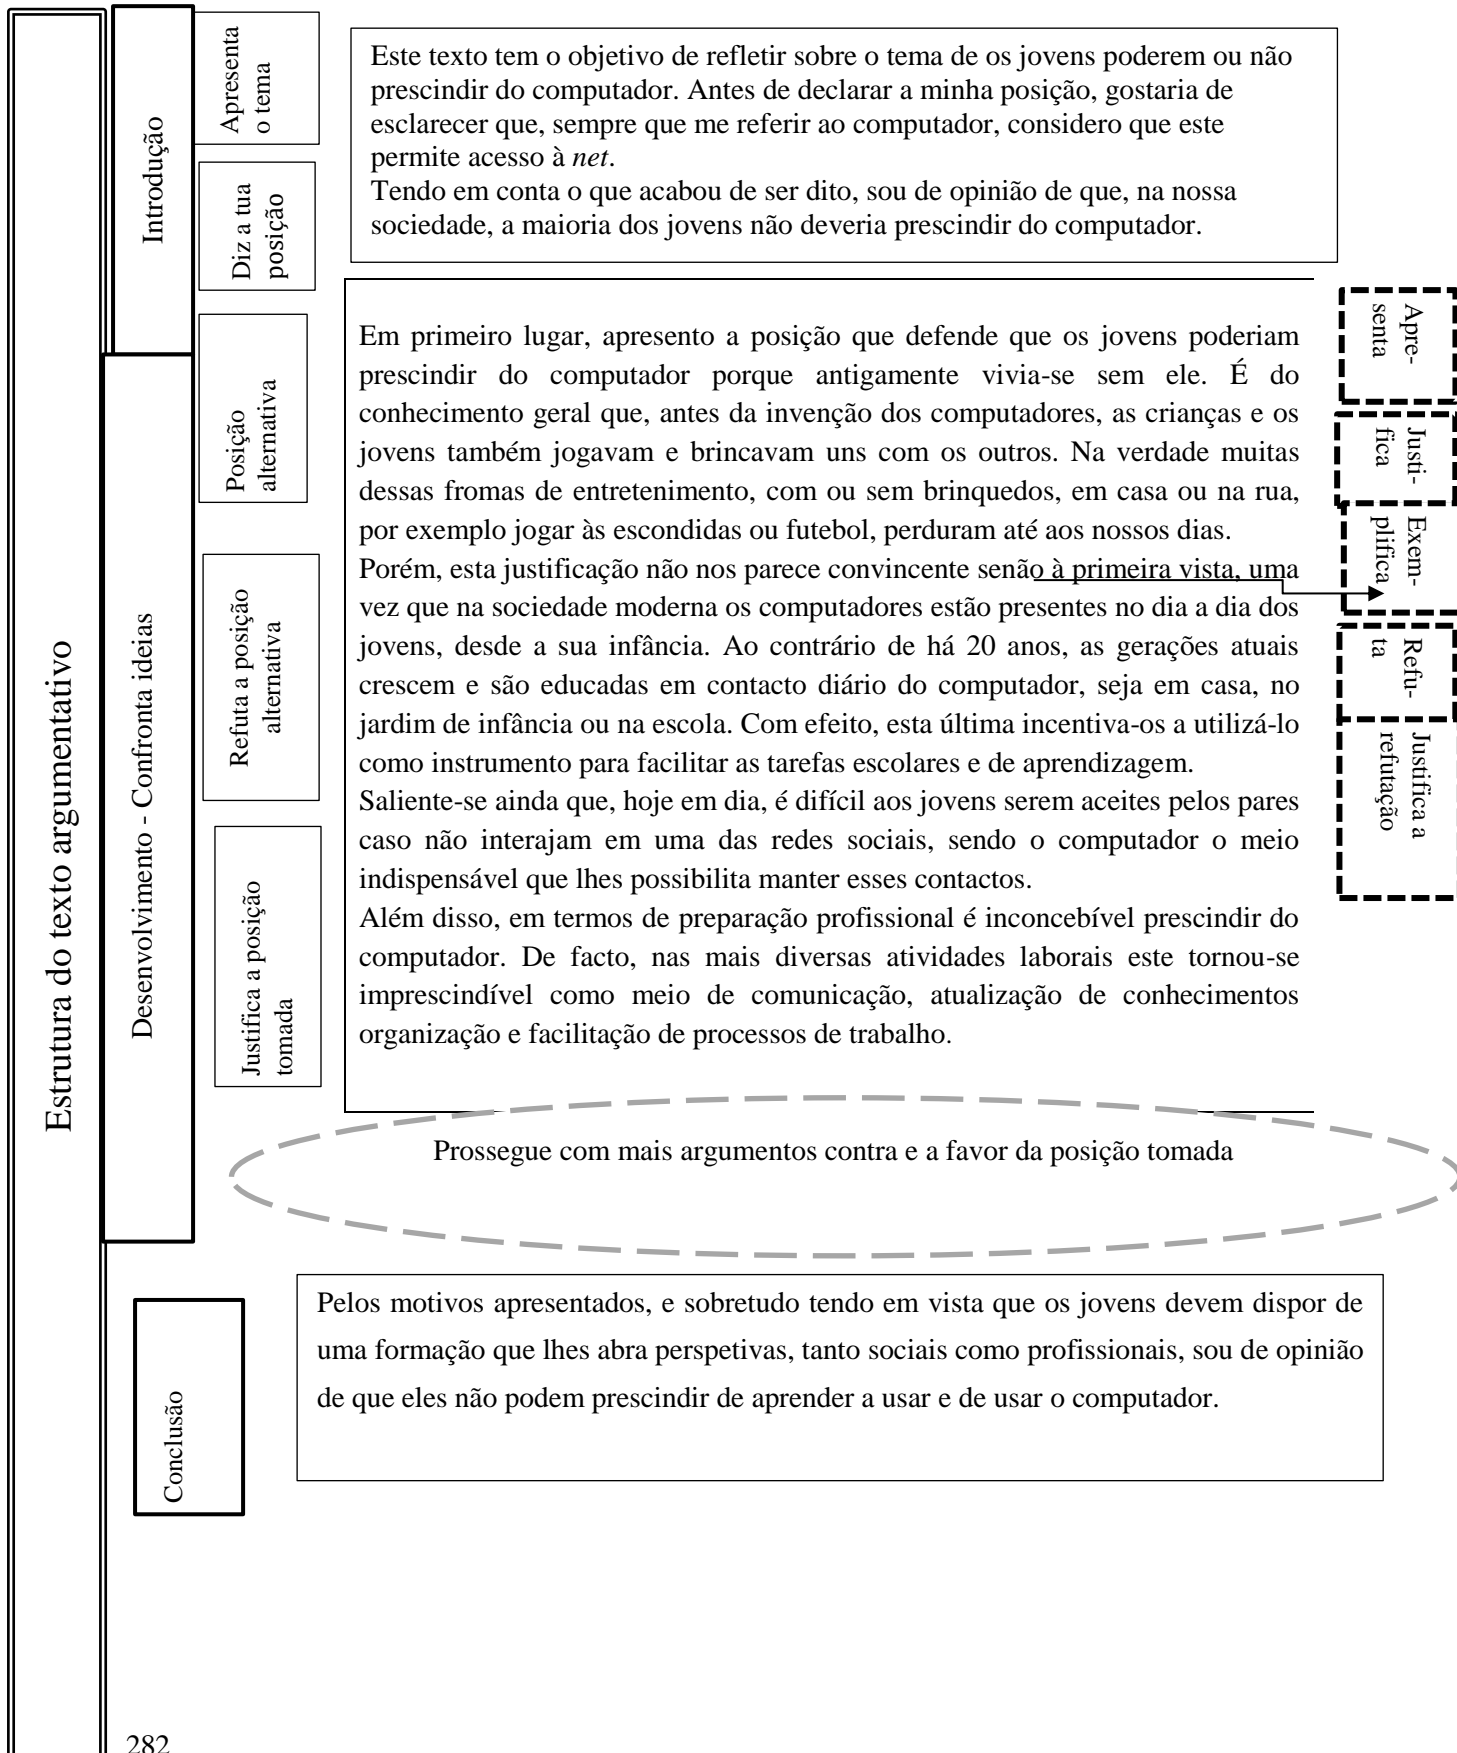 Estrutura do texto argumentativo
Introdução
Apresenta
o tema
Diz a tua
posição
Este texto tem o objetivo de refletir sobre o tema de os jovens poderem ou não
prescindir do computador. Antes de declarar a minha posição, gostaria de
esclarecer que, sempre que me referir ao computador, considero que este
permite acesso à net.
Tendo em conta o que acabou de ser dito, sou de opinião de que, na nossa
sociedade, a maioria dos jovens não deveria prescindir do computador.
Desenvolvimento - Confronta ideias
Posição
alternativa
Refuta a posição
alternativa
Justifica a posição
tomada
Em primeiro lugar, apresento a posição que defende que os jovens poderiam
prescindir do computador porque antigamente vivia-se sem ele. É do
conhecimento geral que, antes da invenção dos computadores, as crianças e os
jovens também jogavam e brincavam uns com os outros. Na verdade muitas
dessas fromas de entretenimento, com ou sem brinquedos, em casa ou na rua,
por exemplo jogar às escondidas ou futebol, perduram até aos nossos dias.
Porém, esta justificação não nos parece convincente senão à primeira vista, uma
vez que na sociedade moderna os computadores estão presentes no dia a dia dos
jovens, desde a sua infância. Ao contrário de há 20 anos, as gerações atuais
crescem e são educadas em contacto diário do computador, seja em casa, no
jardim de infância ou na escola. Com efeito, esta última incentiva-os a utilizá-lo
como instrumento para facilitar as tarefas escolares e de aprendizagem.
Saliente-se ainda que, hoje em dia, é difícil aos jovens serem aceites pelos pares
caso não interajam em uma das redes sociais, sendo o computador o meio
indispensável que lhes possibilita manter esses contactos.
Além disso, em termos de preparação profissional é inconcebível prescindir do
computador. De facto, nas mais diversas atividades laborais este tornou-se
imprescindível como meio de comunicação, atualização de conhecimentos
organização e facilitação de processos de trabalho.
Apre-
senta
Justi-
fica
Exem-
plifica
Refu-
ta
Justifica a
refutação
Prossegue com mais argumentos contra e a favor da posição tomada
Conclusão
Pelos motivos apresentados, e sobretudo tendo em vista que os jovens devem dispor de
uma formação que lhes abra perspetivas, tanto sociais como profissionais, sou de opinião
de que eles não podem prescindir de aprender a usar e de usar o computador.
282